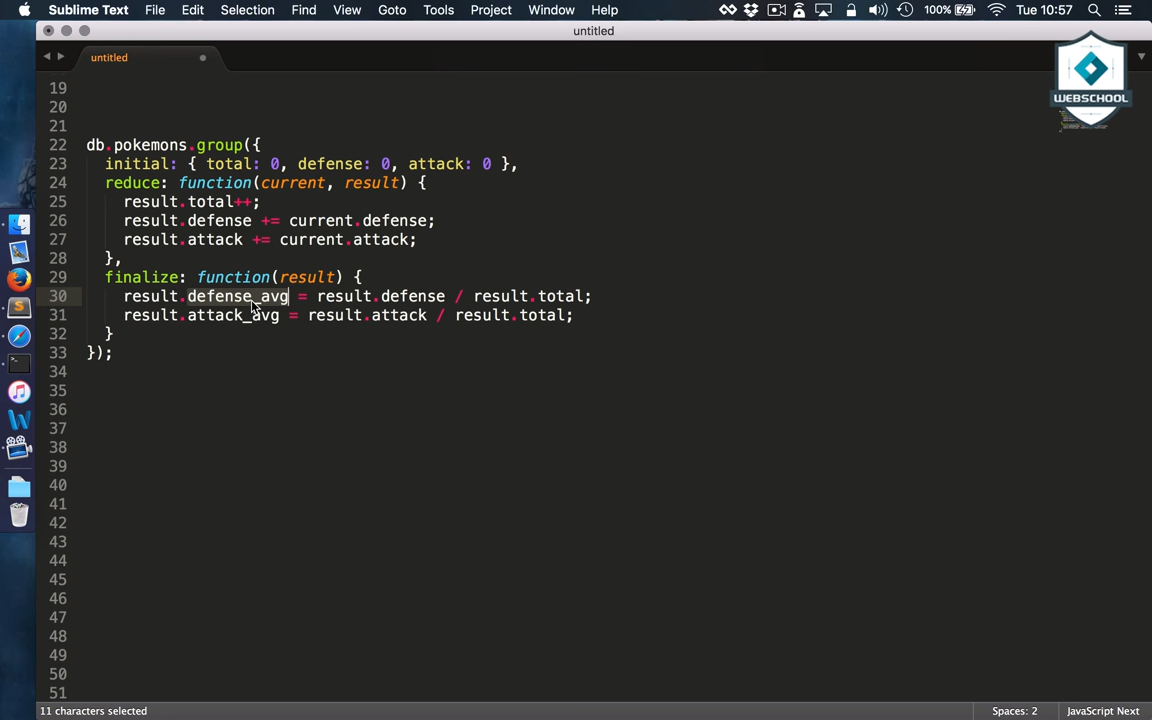 Sublime Text File Edit Selection Find View Goto Tools Project Window Help 100% Tue 10:57
untitled
untitled
WEBSCHOOL
19
20
21
22 db.pokemons.group({
23 initial: { total: 0, defense: 0, attack: 0 },
24 reduce: function(current, result) {
25 result.total++;
26 result.defense += current.defense;
27 result.attack += current.attack;
28 },
29 finalize: function(result) {
30 result.defense_avg = result.defense / result.total;
31 result.attack_avg = result.attack / result.total;
32 }
33 });
34
35
36
37
38
39
40
41
42
43
44
45
46
47
48
49
50
51
11 characters selected Spaces: 2 JavaScript Next